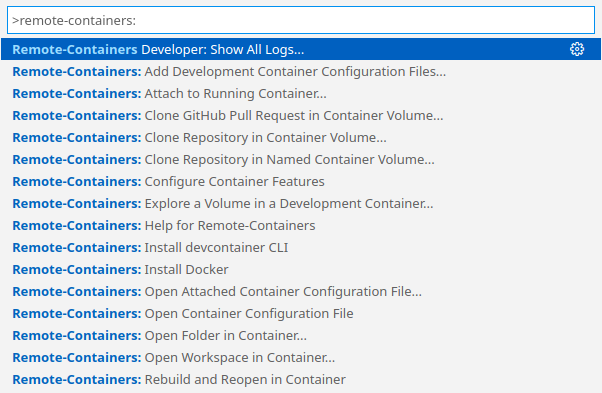 >remote-containers:
Remote-Containers Developer: Show All Logs...
Remote-Containers: Add Development Container Configuration Files...
Remote-Containers: Attach to Running Container...
Remote-Containers: Clone GitHub Pull Request in Container Volume...
Remote-Containers: Clone Repository in Container Volume...
Remote-Containers: Clone Repository in Named Container Volume...
Remote-Containers: Configure Container Features
Remote-Containers: Explore a Volume in a Development Container...
Remote-Containers: Help for Remote-Containers
Remote-Containers: Install devcontainer CLI
Remote-Containers: Install Docker
Remote-Containers: Open Attached Container Configuration File...
Remote-Containers: Open Container Configuration File
Remote-Containers: Open Folder in Container...
Remote-Containers: Open Workspace in Container...
Remote-Containers: Rebuild and Reopen in Container